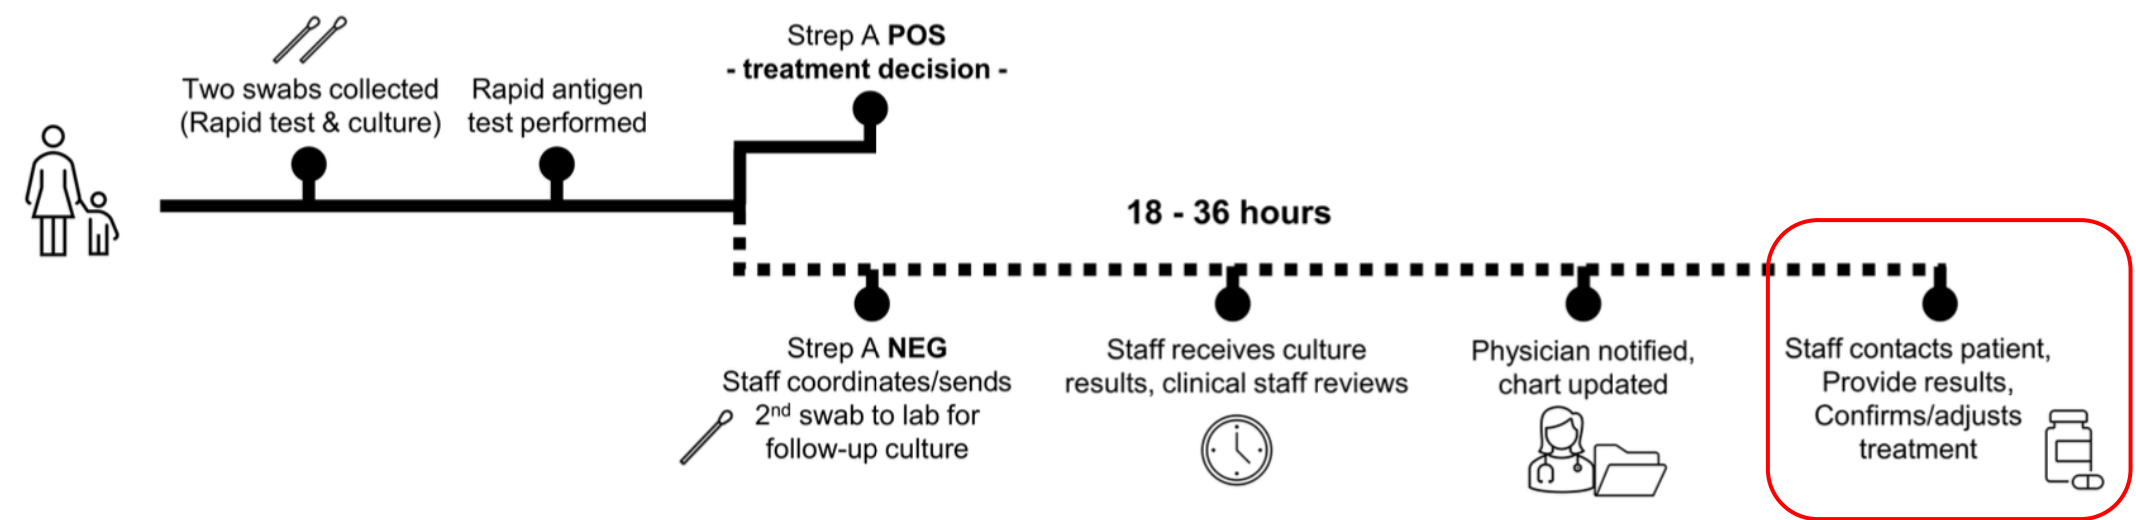 Two swabs collected
(Rapid test & culture)
Rapid antigen
test performed
Strep A POS
- treatment decision -
18 - 36 hours
Strep A NEG
Staff coordinates/sends
2nd swab to lab for
follow-up culture
Staff receives culture
results, clinical staff reviews
Physician notified,
chart updated
Staff contacts patient,
Provide results,
Confirms/adjusts
treatment